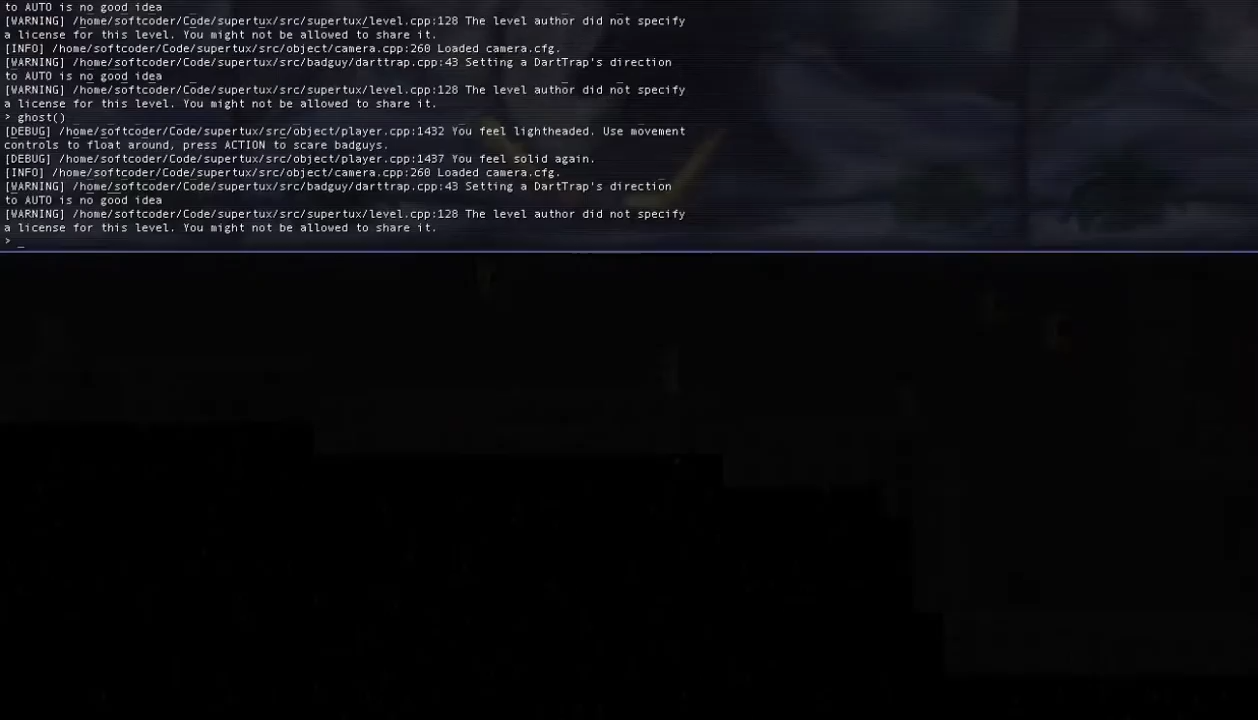 to AUTO is no good idea
[WARNING] /home/softcoder/Code/supertux/src/supertux/level.cpp:128 The level author did not specify
a license for this level. You might not be allowed to share it.
[INFO] /home/softcoder/Code/supertux/src/object/camera.cpp:260 Loaded camera.cfg.
[WARNING] /home/softcoder/Code/supertux/src/badguy/darttrap.cpp:43 Setting a DartTrap's direction
to AUTO is no good idea
[WARNING] /home/softcoder/Code/supertux/src/supertux/level.cpp:128 The level author did not specify
a license for this level. You might not be allowed to share it.
> ghost()
[DEBUG] /home/softcoder/Code/supertux/src/object/player.cpp:1432 You feel lightheaded. Use movement
controls to float around, press ACTION to scare badguys.
[DEBUG] /home/softcoder/Code/supertux/src/object/player.cpp:1437 You feel solid again.
[INFO] /home/softcoder/Code/supertux/src/object/camera.cpp:260 Loaded camera.cfg.
[WARNING] /home/softcoder/Code/supertux/src/badguy/darttrap.cpp:43 Setting a DartTrap's direction
to AUTO is no good idea
[WARNING] /home/softcoder/Code/supertux/src/supertux/level.cpp:128 The level author did not specify
a license for this level. You might not be allowed to share it.
> _